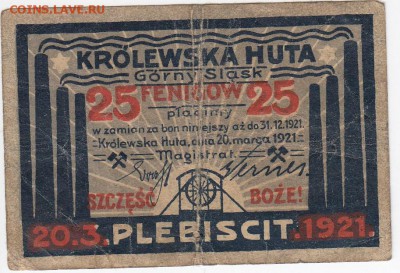 COINS.LAVE.RU
KRÓLEWSKA HUTA
Górny Śląsk
25 FENIGÓW 25
płacimy
w zamian za bon niniejszy aż do 31.12.1921.
Królewska Huta, dnia 20. marca 1921.
Magistrat.
SZCZĘŚĆ BOŻE!
20.3. PLEBISCIT. 1921.